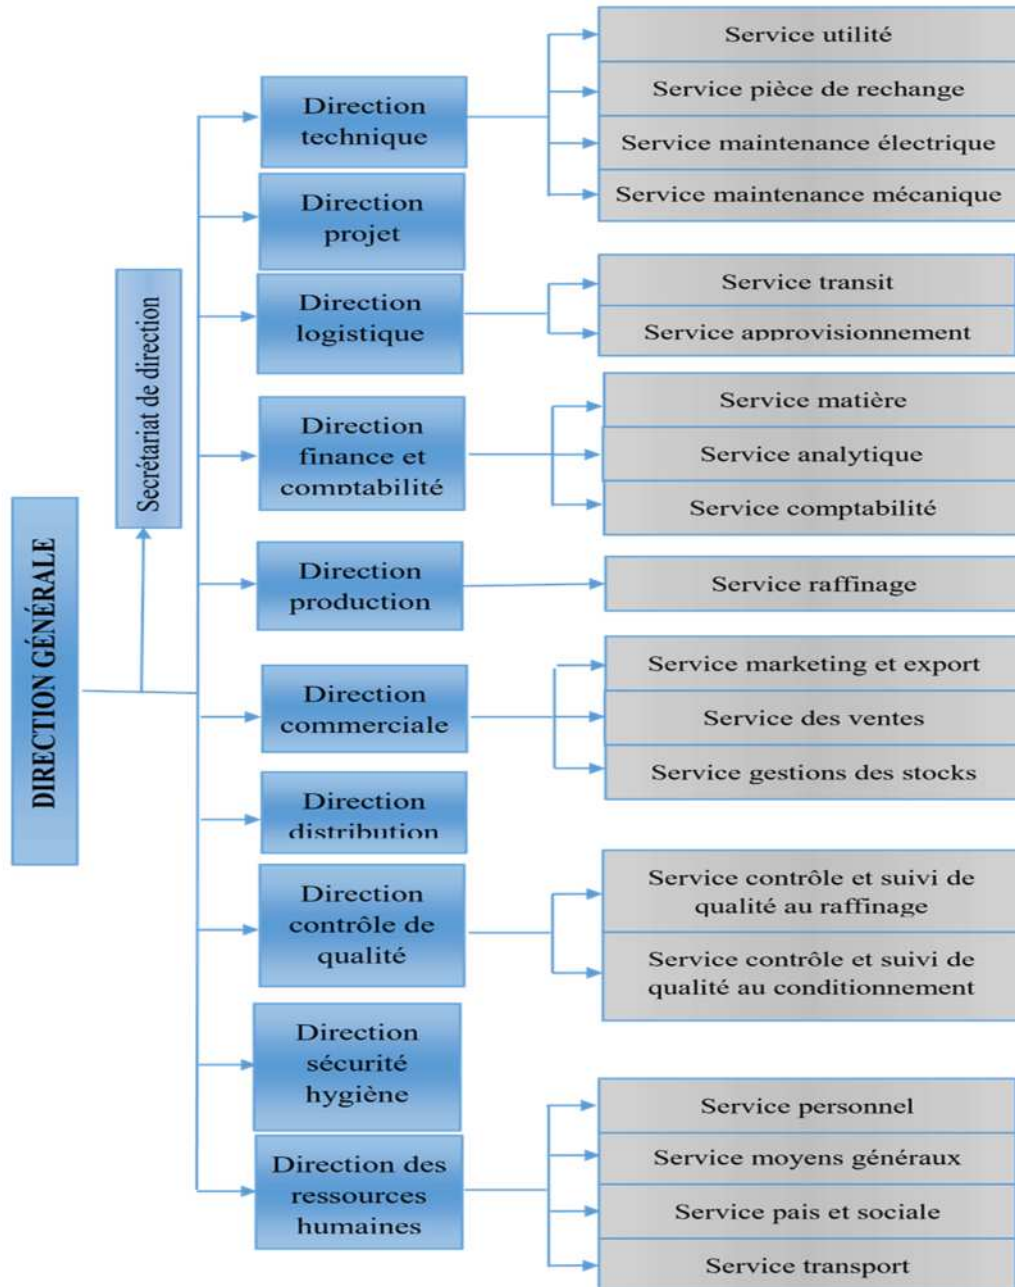 DIRECTION GÉNÉRALE
Secrétariat de direction
Direction
technique
Service utilité
Service pièce de rechange
Service maintenance électrique
Service maintenance mécanique
Direction
projet
Direction
logistique
Service transit
Service approvisionnement
Direction
finance et
comptabilité
Service matière
Service analytique
Service comptabilité
Direction
production
Service raffinage
Direction
commerciale
Service marketing et export
Service des ventes
Service gestions des stocks
Direction
distribution
Direction
contrôle de
qualité
Service contrôle et suivi de
qualité au raffinage
Service contrôle et suivi de
qualité au conditionnement
Direction
sécurité
hygiène
Direction des
ressources
humaines
Service personnel
Service moyens généraux
Service pais et sociale
Service transport